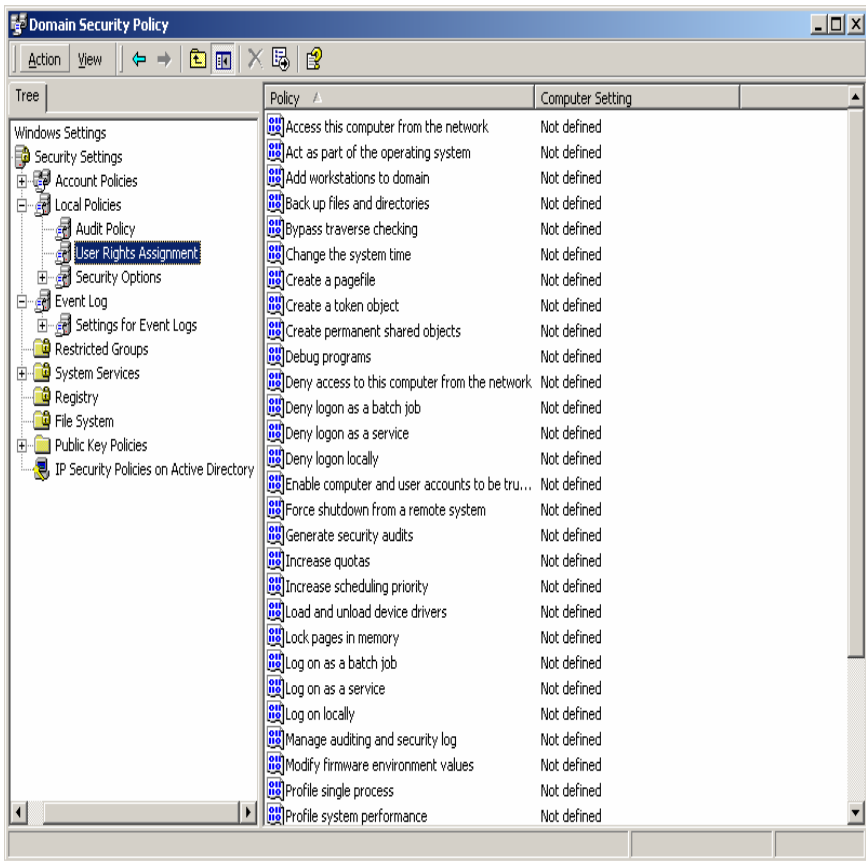 Domain Security Policy
Action View
Tree
Policy Computer Setting
Windows Settings
Security Settings
Account Policies
Local Policies
Audit Policy
User Rights Assignment
Security Options
Event Log
Settings for Event Logs
Restricted Groups
System Services
Registry
File System
Public Key Policies
IP Security Policies on Active Directory
Access this computer from the network Not defined
Act as part of the operating system Not defined
Add workstations to domain Not defined
Back up files and directories Not defined
Bypass traverse checking Not defined
Change the system time Not defined
Create a pagefile Not defined
Create a token object Not defined
Create permanent shared objects Not defined
Debug programs Not defined
Deny access to this computer from the network Not defined
Deny logon as a batch job Not defined
Deny logon as a service Not defined
Deny logon locally Not defined
Enable computer and user accounts to be tru... Not defined
Force shutdown from a remote system Not defined
Generate security audits Not defined
Increase quotas Not defined
Increase scheduling priority Not defined
Load and unload device drivers Not defined
Lock pages in memory Not defined
Log on as a batch job Not defined
Log on as a service Not defined
Log on locally Not defined
Manage auditing and security log Not defined
Modify firmware environment values Not defined
Profile single process Not defined
Profile system performance Not defined